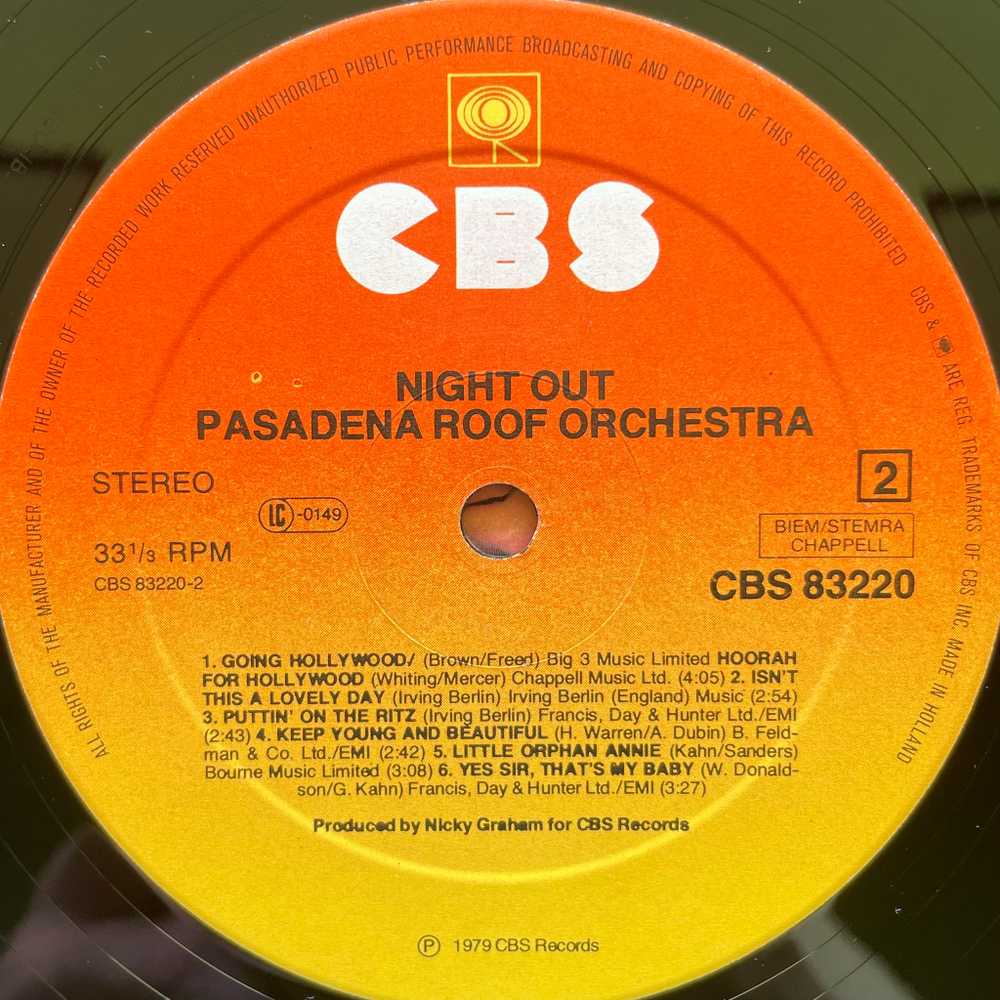 ALL RIGHTS OF THE MANUFACTURER AND OF THE OWNER OF THE RECORDED WORK RESERVED UNAUTHORIZED PUBLIC PERFORMANCE BROADCASTING AND COPYING OF THIS RECORD PROHIBITED CBS & ARE REG. TRADEMARKS OF CBS INC. MADE IN HOLLAND
CBS
NIGHT OUT
PASADENA ROOF ORCHESTRA
STEREO
LC-0149
33 1/3 RPM
CBS 83220-2
2
BIEM/STEMRA
CHAPPELL
CBS 83220
1. GOING HOLLYWOOD/ (Brown/Freed) Big 3 Music Limited HOORAH
FOR HOLLYWOOD (Whiting/Mercer) Chappell Music Ltd. (4:05) 2. ISN'T
THIS A LOVELY DAY (Irving Berlin) Irving Berlin (England) Music (2:54)
3. PUTTIN' ON THE RITZ (Irving Berlin) Francis, Day & Hunter Ltd./EMI
(2:43) 4. KEEP YOUNG AND BEAUTIFUL (H. Warren/A. Dubin) B. Feld-
man & Co. Ltd./EMI (2:42) 5. LITTLE ORPHAN ANNIE (Kahn/Sanders)
Bourne Music Limited (3:08) 6. YES SIR, THAT'S MY BABY (W. Donald-
son/G. Kahn) Francis, Day & Hunter Ltd./EMI (3:27)
Produced by Nicky Graham for CBS Records
℗ 1979 CBS Records